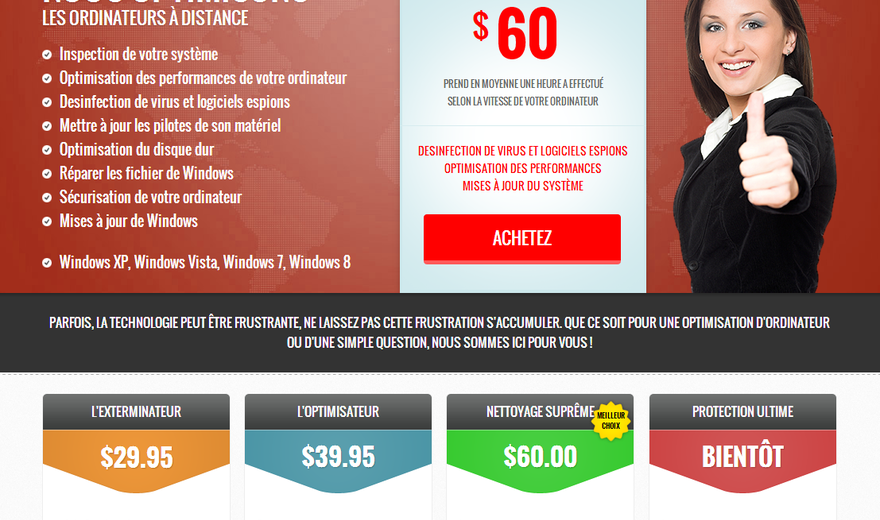 LES ORDINATEURS À DISTANCE
Inspection de votre système
Optimisation des performances de votre ordinateur
Desinfection de virus et logiciels espions
Mettre à jour les pilotes de son matériel
Optimisation du disque dur
Réparer les fichier de Windows
Sécurisation de votre ordinateur
Mises à jour de Windows
Windows XP, Windows Vista, Windows 7, Windows 8
$ 60
PREND EN MOYENNE UNE HEURE A EFFECTUÉ
SELON LA VITESSE DE VOTRE ORDINATEUR
DESINFECTION DE VIRUS ET LOGICIELS ESPIONS
OPTIMISATION DES PERFORMANCES
MISES À JOUR DU SYSTÈME
ACHETEZ
PARFOIS, LA TECHNOLOGIE PEUT ÊTRE FRUSTRANTE, NE LAISSEZ PAS CETTE FRUSTRATION S'ACCUMULER. QUE CE SOIT POUR UNE OPTIMISATION D'ORDINATEUR
OU D'UNE SIMPLE QUESTION, NOUS SOMMES ICI POUR VOUS !
L'EXTERMINATEUR
$29.95
L'OPTIMISATEUR
$39.95
NETTOYAGE SUPRÊME
MEILLEUR
CHOIX
$60.00
PROTECTION ULTIME
BIENTÔT